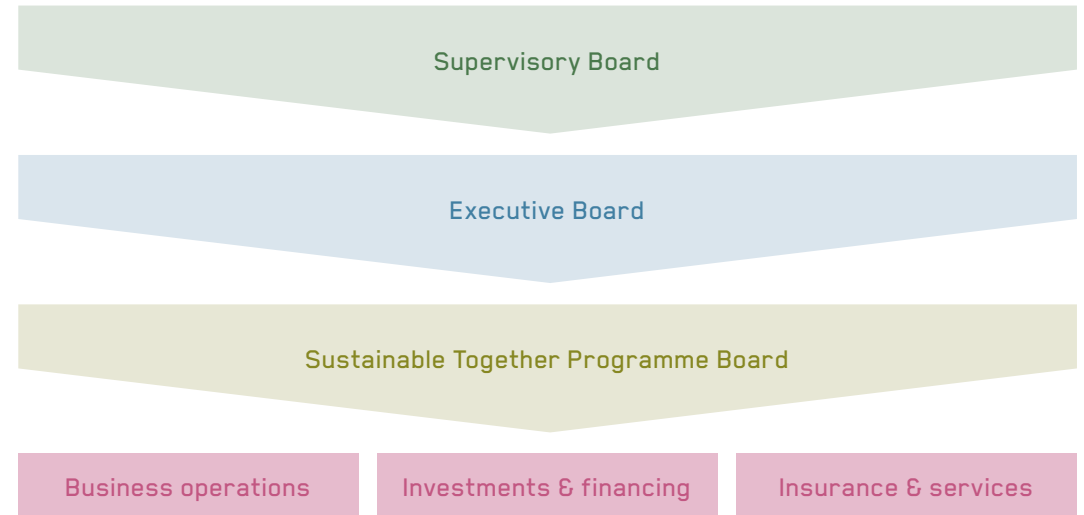 Supervisory Board
Executive Board
Sustainable Together Programme Board
Business operations
Investments & financing
Insurance & services